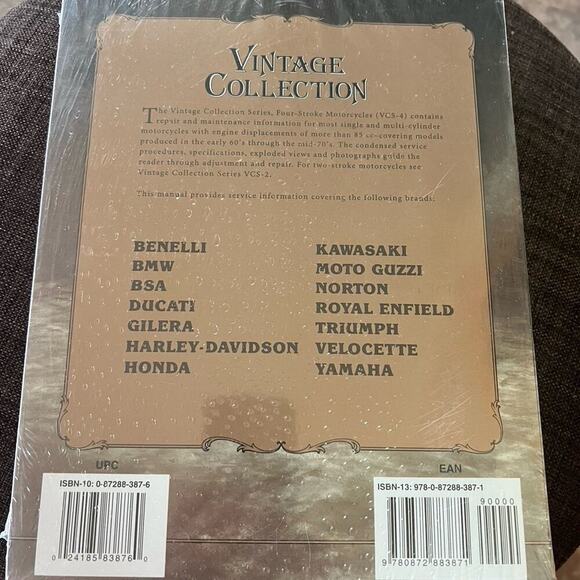 VINTAGE
COLLECTION
The Vintage Collection Series, Four-Stroke Motorcycles (VCS-4) contains
repair and maintenance information for most single and multi-cylinder
motorcycles with engine displacements of more than 85 cc-covering models
produced in the early 60's through the mid-70's. The condensed service
procedures, specifications, exploded views and photographs guide the
reader through adjustment and repair. For two-stroke motorcycles see
Vintage Collection Series VCS-2.
This manual provides service information covering the following brands:
BENELLI
BMW
BSA
DUCATI
GILERA
HARLEY-DAVIDSON
HONDA
KAWASAKI
MOTO GUZZI
NORTON
ROYAL ENFIELD
TRIUMPH
VELOCETTE
YAMAHA
UPC
ISBN-10: 0-87288-387-6
0 24185 83876 0
EAN
ISBN-13: 978-0-87288-387-1
90000
9 780872 883871